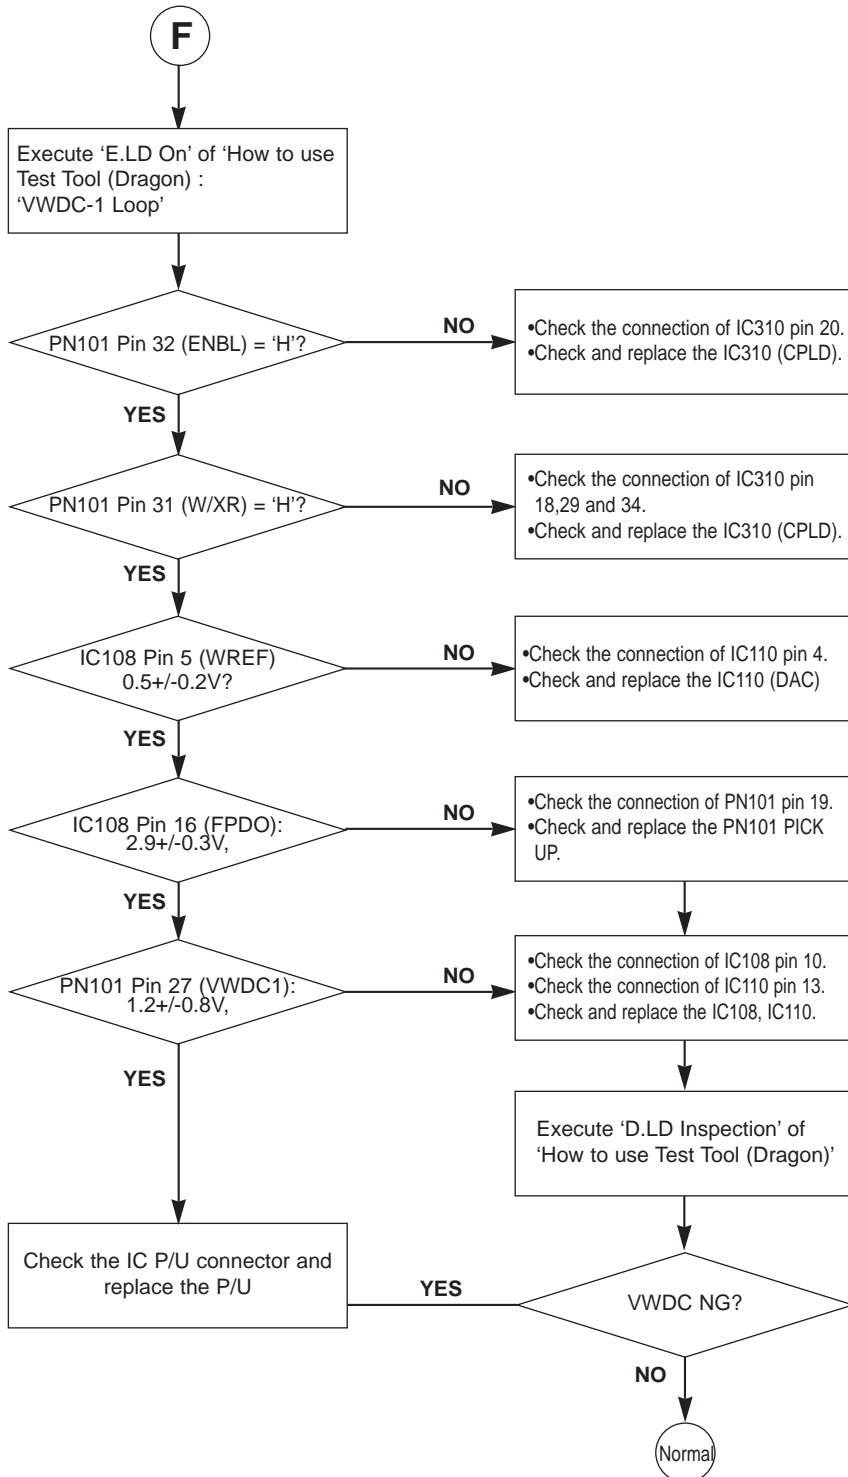 F
Execute ‘E.LD On’ of ‘How to use
Test Tool (Dragon) :
‘VWDC-1 Loop’
PN101 Pin 32 (ENBL) = ‘H’?
NO
•Check the connection of IC310 pin 20.
•Check and replace the IC310 (CPLD).
YES
PN101 Pin 31 (W/XR) = ‘H’?
NO
•Check the connection of IC310 pin
18,29 and 34.
•Check and replace the IC310 (CPLD).
YES
IC108 Pin 5 (WREF)
0.5+/-0.2V?
NO
•Check the connection of IC110 pin 4.
•Check and replace the IC110 (DAC)
YES
IC108 Pin 16 (FPDO):
2.9+/-0.3V,
NO
•Check the connection of PN101 pin 19.
•Check and replace the PN101 PICK
UP.
YES
PN101 Pin 27 (VWDC1):
1.2+/-0.8V,
NO
•Check the connection of IC108 pin 10.
•Check the connection of IC110 pin 13.
•Check and replace the IC108, IC110.
YES
Execute ‘D.LD Inspection’ of
‘How to use Test Tool (Dragon)’
Check the IC P/U connector and
replace the P/U
YES
VWDC NG?
NO
Normal